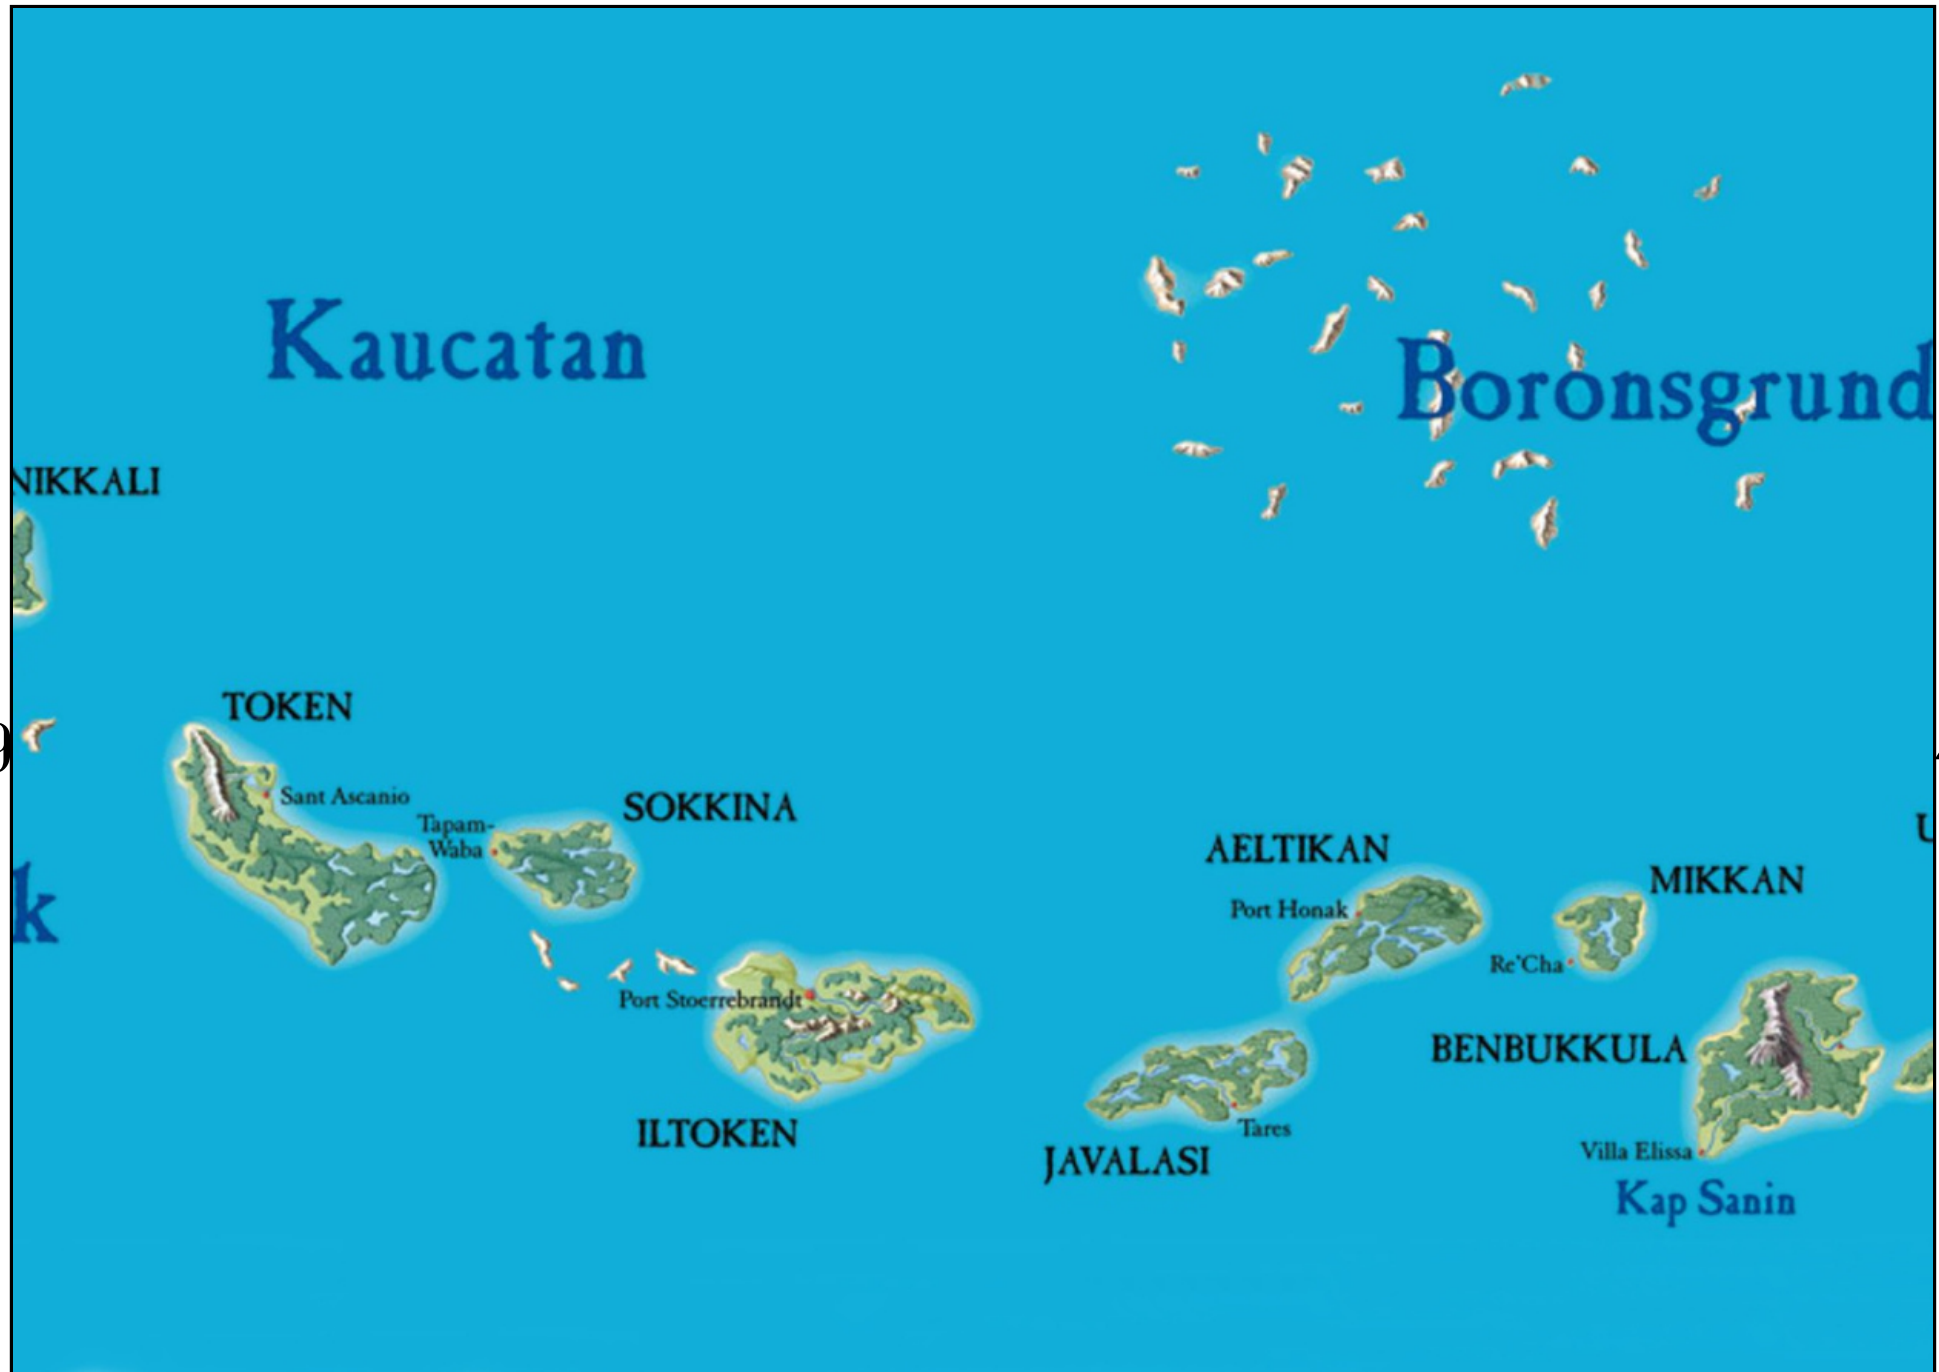 Kaucatan
Boronsgrund
NIKKALI
TOKEN
Sant Ascanio
Tapam-
Waba
SOKKINA
k
AELTIKAN
Port Honak
MIKKAN
Re'Cha
Port Stoerrebrandt
BENBUKKULA
ILTOKEN
Tares
JAVALASI
Villa Elissa
Kap Sanin